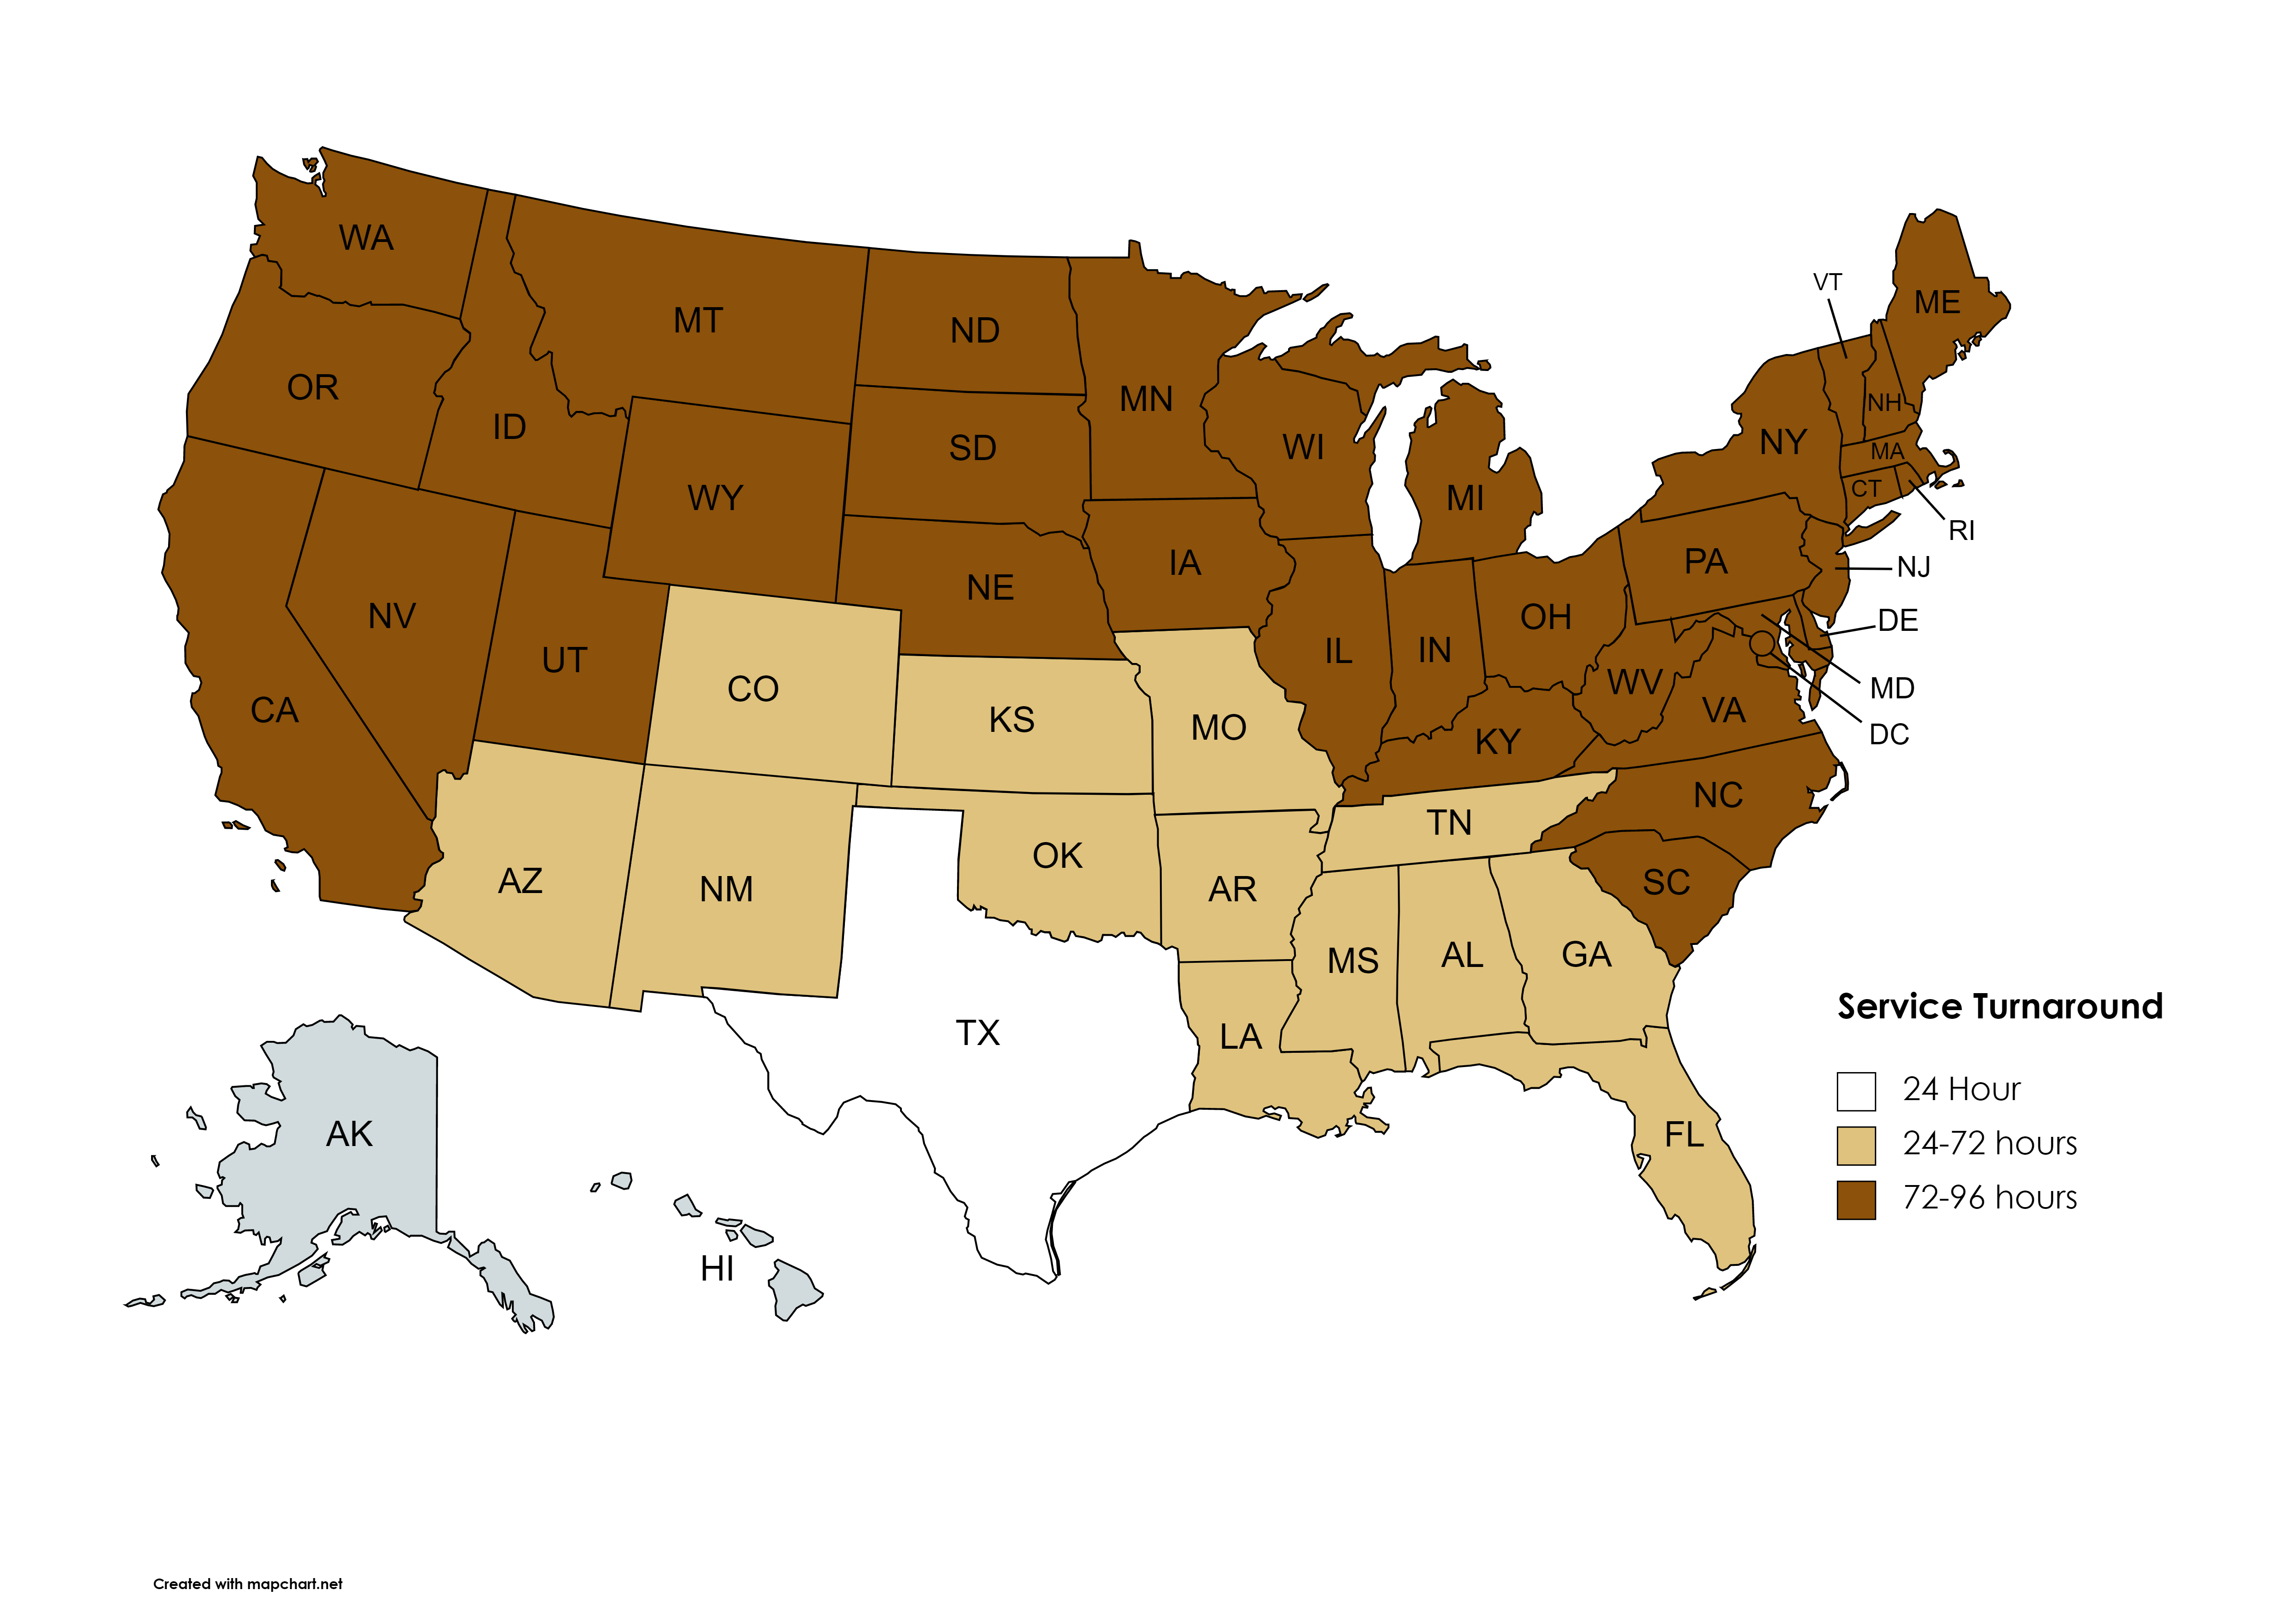 WA
MT
ND
VT
ME
OR
ID
MN
SD
WI
NY
NH
MA
WY
MI
CT
RI
IA
PA
NJ
NE
NV
OH
DE
UT
IL
IN
WV
MD
CO
CA
KS
MO
KY
VA
DC
NC
TN
OK
AZ
NM
AR
SC
MS
AL
GA
TX
LA
Service Turnaround
24 Hour
AK
FL
24-72 hours
72-96 hours
HI
Created with mapchart.net